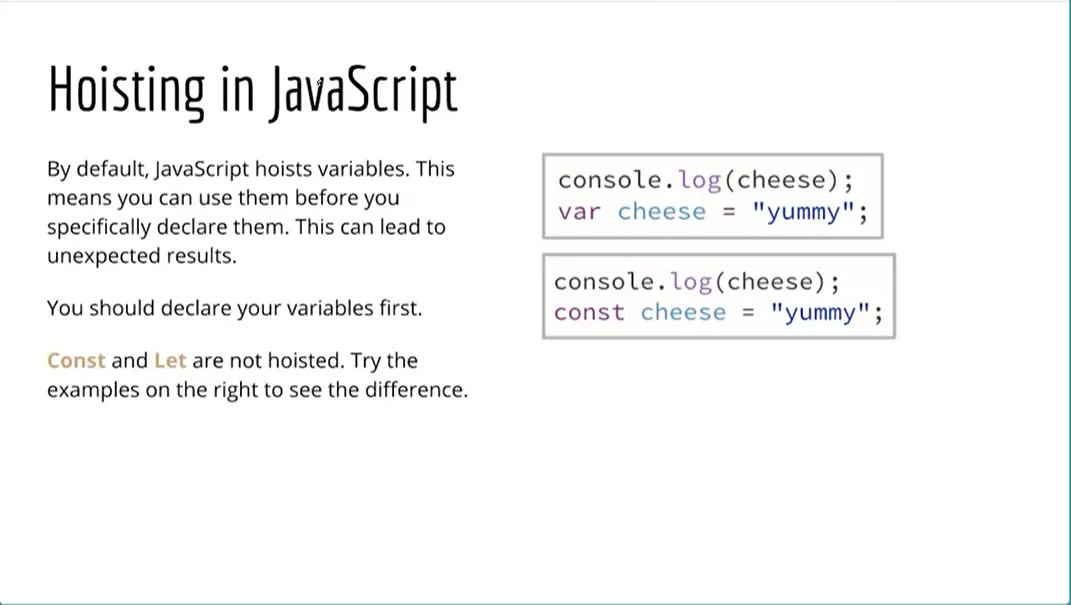 Hoisting in JavaScript
By default, JavaScript hoists variables. This
means you can use them before you
specifically declare them. This can lead to
unexpected results.
You should declare your variables first.
Const and Let are not hoisted. Try the
examples on the right to see the difference.
console.log(cheese);
var cheese = "yummy";
console.log(cheese);
const cheese = "yummy";